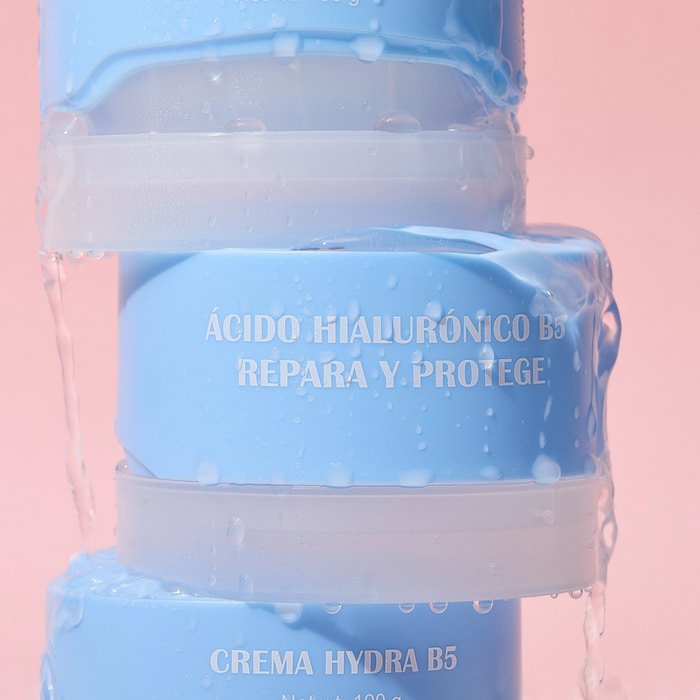 ÁCIDO HIALURÓNICO B5
REPARA Y PROTEGE
CREMA HYDRA B5